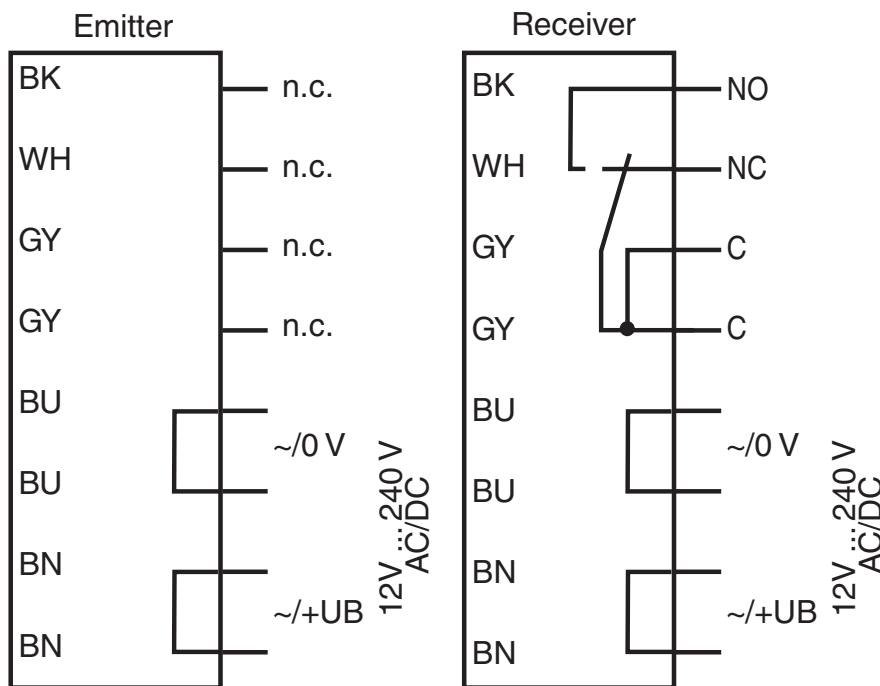 Emitter
BK n.c.
WH n.c.
GY n.c.
GY n.c.
BU
~/0 V
BU
BN
~/+UB
BN
12V ... 240 V
AC/DC
Receiver
BK NO
WH NC
GY C
GY C
BU
~/0 V
BU
BN
~/+UB
BN
12V ... 240 V
AC/DC